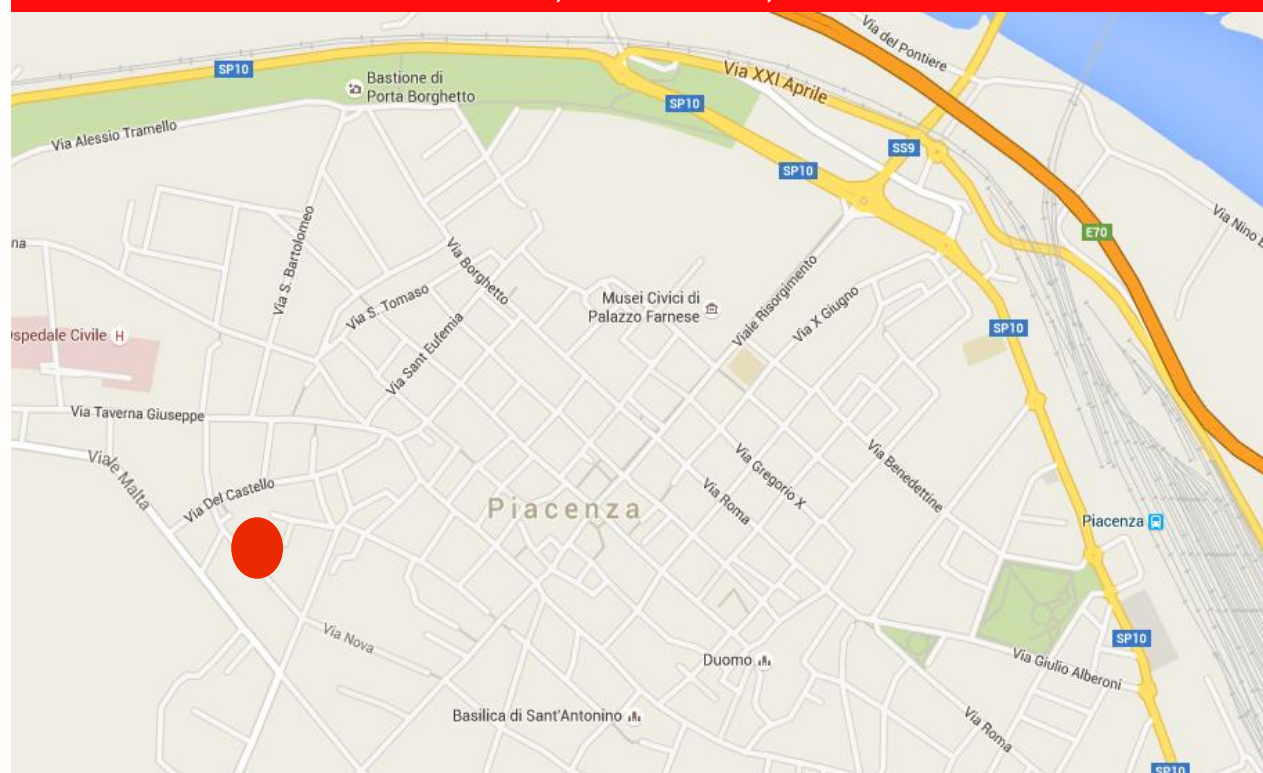 Via del Pontiere
SP10
Via XXI Aprile
Bastione di
Porta Borghetto
SP10
Via Alessio Tramello
SS9
SP10
Via Nino
E70
na
Via S. Bartolomeo
Via Borghetto
Via S. Tomaso
Musei Civici di
Palazzo Farnese
Viale Risorgimento
Via X Giugno
SP10
spedale Civile H
Via Sant Eufemia
Via Taverna Giuseppe
Viale Malta
Via Del Castello
Piacenza
Via Roma
Via Gregorio X
Via Benedettine
Piacenza
Via Nova
SP10
Duomo
Via Giulio Alberoni
Basilica di Sant'Antonino
Via Roma
SP10